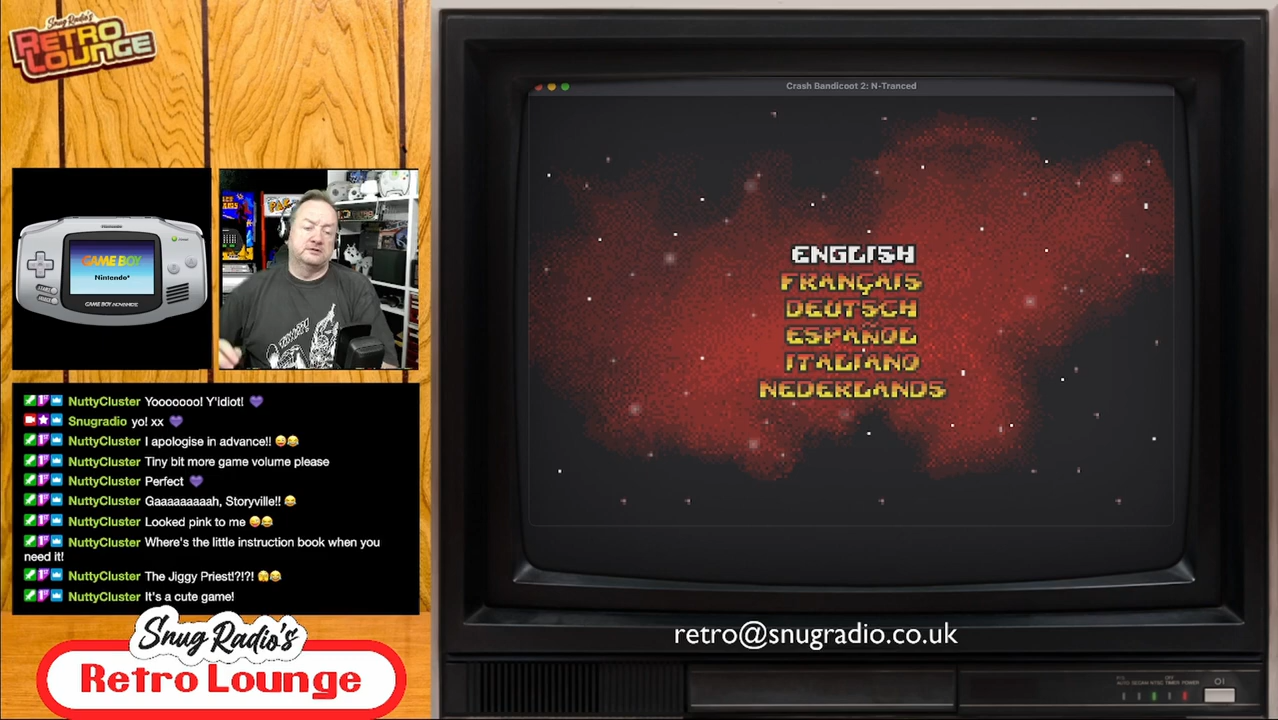 Snug Radio's
RETRO
LOUNGE
Crash Bandicoot 2: N-Tranced
ENGLISH
FRANÇAIS
DEUTSCH
ESPAÑOL
ITALIANO
NEDERLANDS
GAME BOY
Nintendo
GAME BOY ADVANCE
NuttyCluster Yooooooo! Y'idiot! 💜
Snugradio yo! xx 💜
NuttyCluster I apologise in advance!! 😜😂
NuttyCluster Tiny bit more game volume please
NuttyCluster Perfect 💜
NuttyCluster Gaaaaaaaaah, Storyville!! 😂
NuttyCluster Looked pink to me 😜😂
NuttyCluster Where's the little instruction book when you
need it!
NuttyCluster The Jiggy Priest!?!?! 🫣😂
NuttyCluster It's a cute game!
Snug Radio's
Retro Lounge
retro@snugradio.co.uk